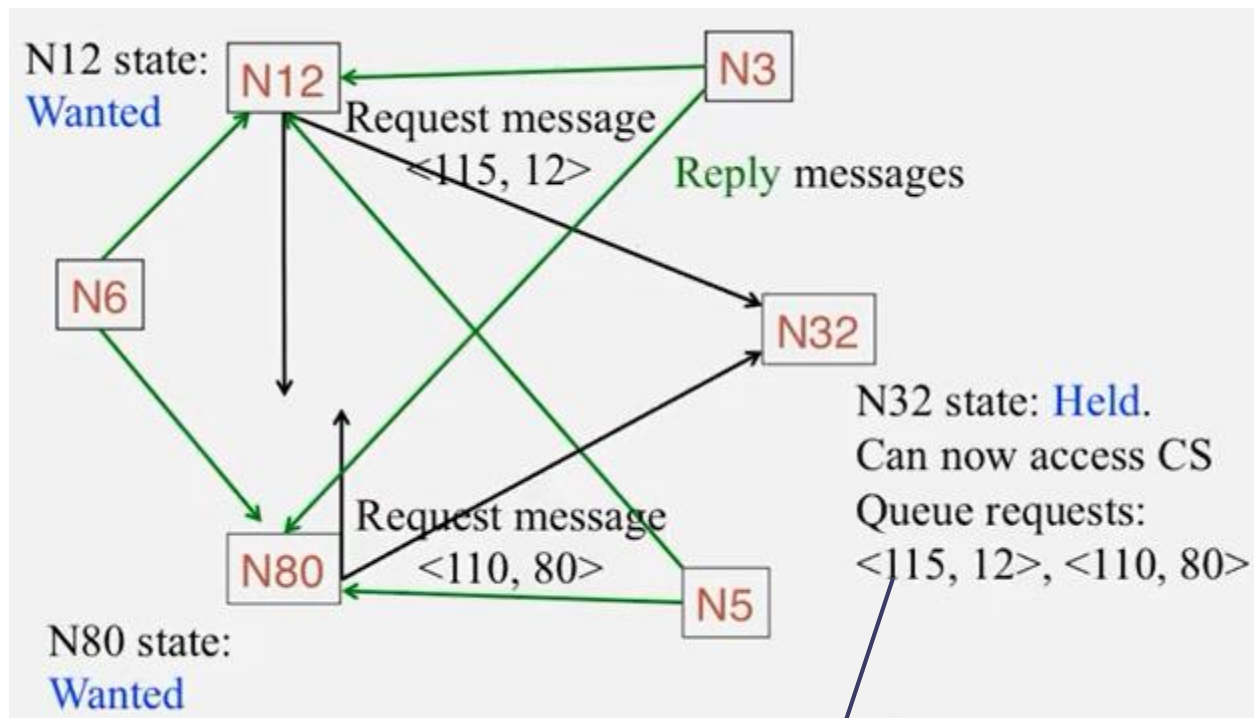 N12 state:
Wanted
N12
N3
Request message
<115, 12>
Reply messages
N6
N32
N32 state: Held.
Can now access CS
Queue requests:
<115, 12>, <110, 80>
Request message
<110, 80>
N80
N5
N80 state:
Wanted